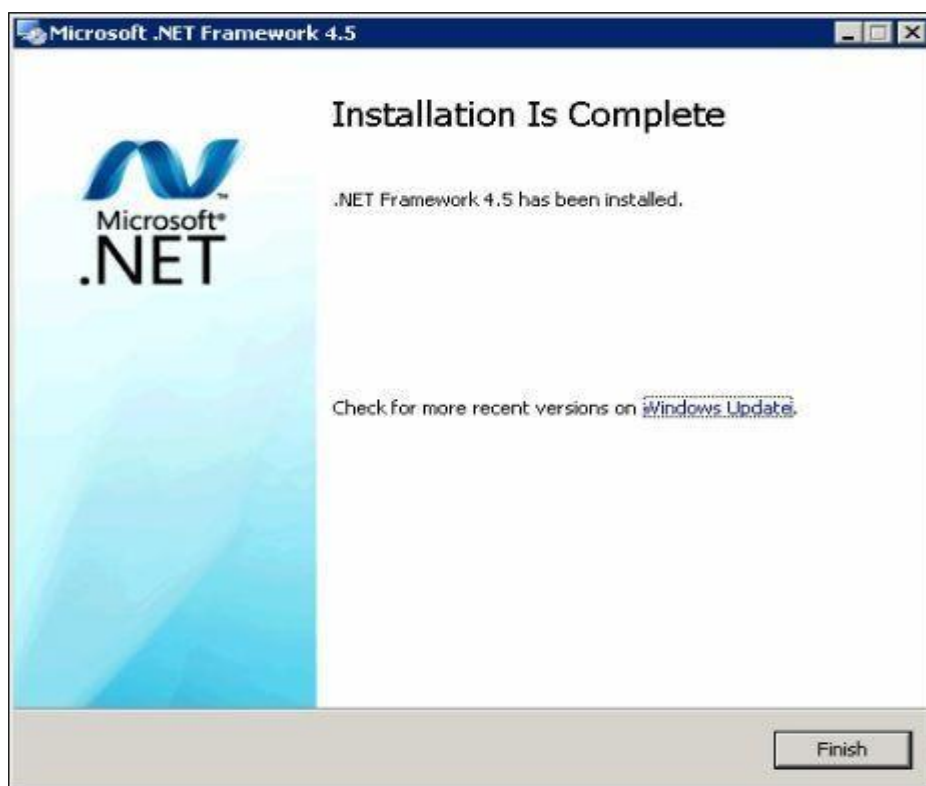 Microsoft .NET Framework 4.5
Installation Is Complete
Microsoft®
.NET
™
.NET Framework 4.5 has been installed.
Check for more recent versions on Windows Update.
Finish